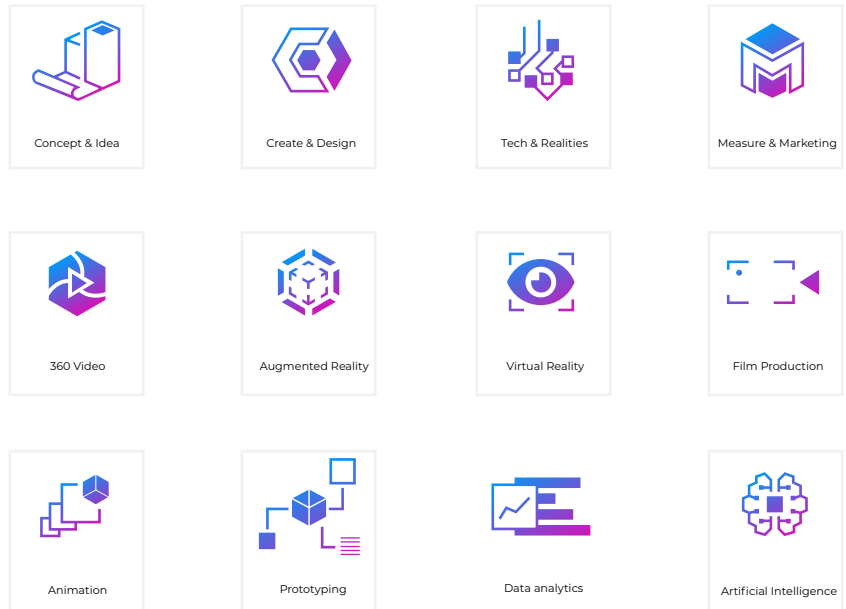 Concept & Idea
Create & Design
Tech & Realities
Measure & Marketing
360 Video
Augmented Reality
Virtual Reality
Film Production
Animation
Prototyping
Data analytics
Artificial Intelligence